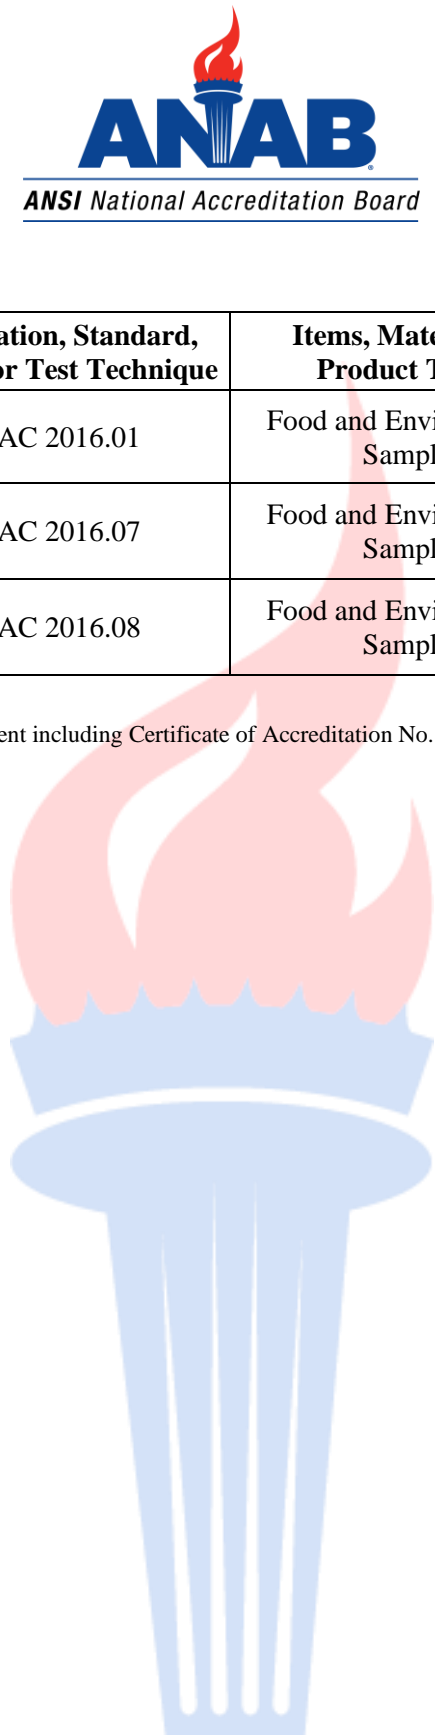 ANAB
ANSI National Accreditation Board
ation, Standard,
or Test Technique
Items, Mate
Product T
AC 2016.01
Food and Envi
Sampl
AC 2016.07
Food and Envi
Sampl
AC 2016.08
Food and Envi
Sampl
ent including Certificate of Accreditation No.